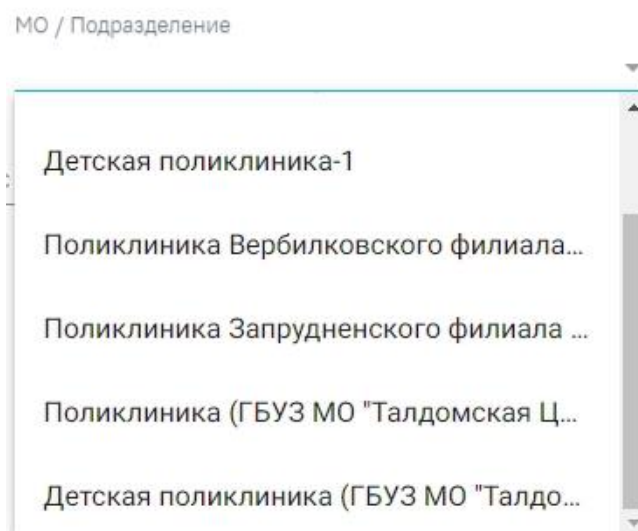 МО / Подразделение
Детская поликлиника-1
Поликлиника Вербилковского филиала...
Поликлиника Запрудненского филиала ...
Поликлиника (ГБУЗ МО "Талдомская Ц...
Детская поликлиника (ГБУЗ МО "Талдо...